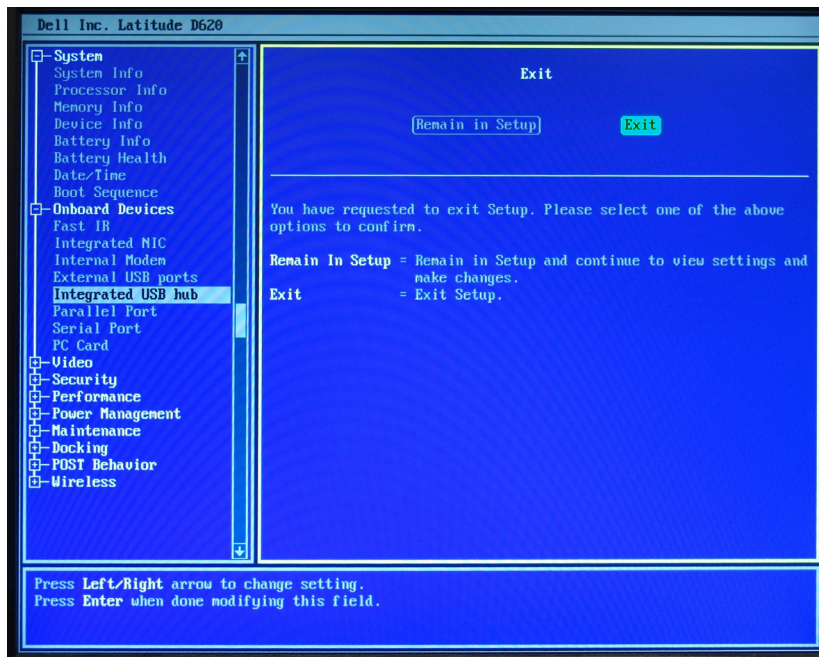 Dell Inc. Latitude D620
System
System Info
Processor Info
Memory Info
Device Info
Battery Info
Battery Health
Date/Time
Boot Sequence
Onboard Devices
Fast IR
Integrated NIC
Internal Modem
External USB ports
Integrated USB hub
Parallel Port
Serial Port
PC Card
Video
Security
Performance
Power Management
Maintenance
Docking
POST Behavior
Wireless
Exit
Remain in Setup Exit
You have requested to exit Setup. Please select one of the above
options to confirm.
Remain In Setup = Remain in Setup and continue to view settings and
make changes.
Exit = Exit Setup.
Press Left/Right arrow to change setting.
Press Enter when done modifying this field.